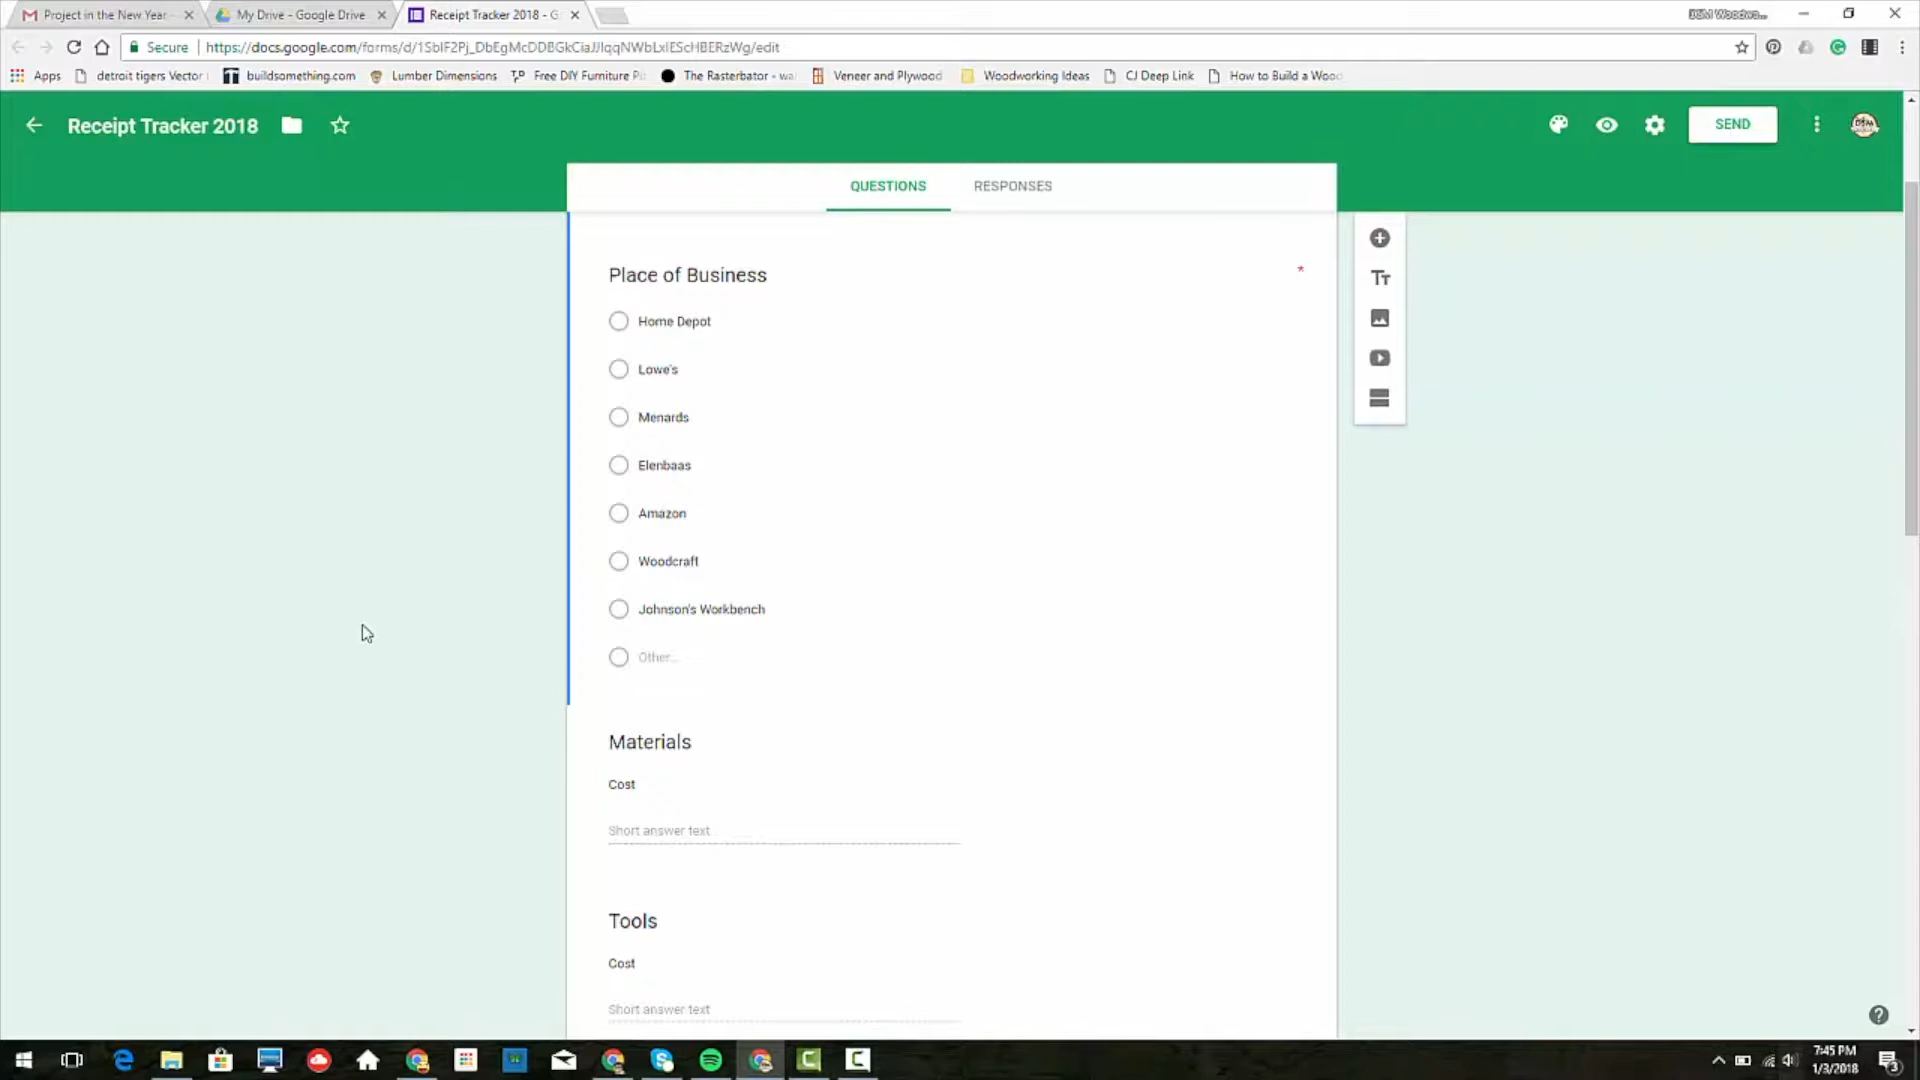 Project in the New Year
My Drive - Google Drive
Receipt Tracker 2018 - G
Secure
https://docs.google.com/forms/d/1SbIF2Pj_DbEgMcDDBGkCiaJJIqqNWbLxIEScHBERzWg/edit
Apps
detroit tigers Vector
buildsomething.com
Lumber Dimensions
Free DIY Furniture
The Rasterbator - wa
Veneer and Plywood
Woodworking Ideas
CJ Deep Link
How to Build a Wood
Receipt Tracker 2018
SEND
QUESTIONS
RESPONSES
Place of Business
*
Home Depot
Lowe's
Menards
Elenbaas
Amazon
Woodcraft
Johnson's Workbench
Other...
Materials
Cost
Short answer text
Tools
Cost
Short answer text
7:45 PM
1/3/2018
3